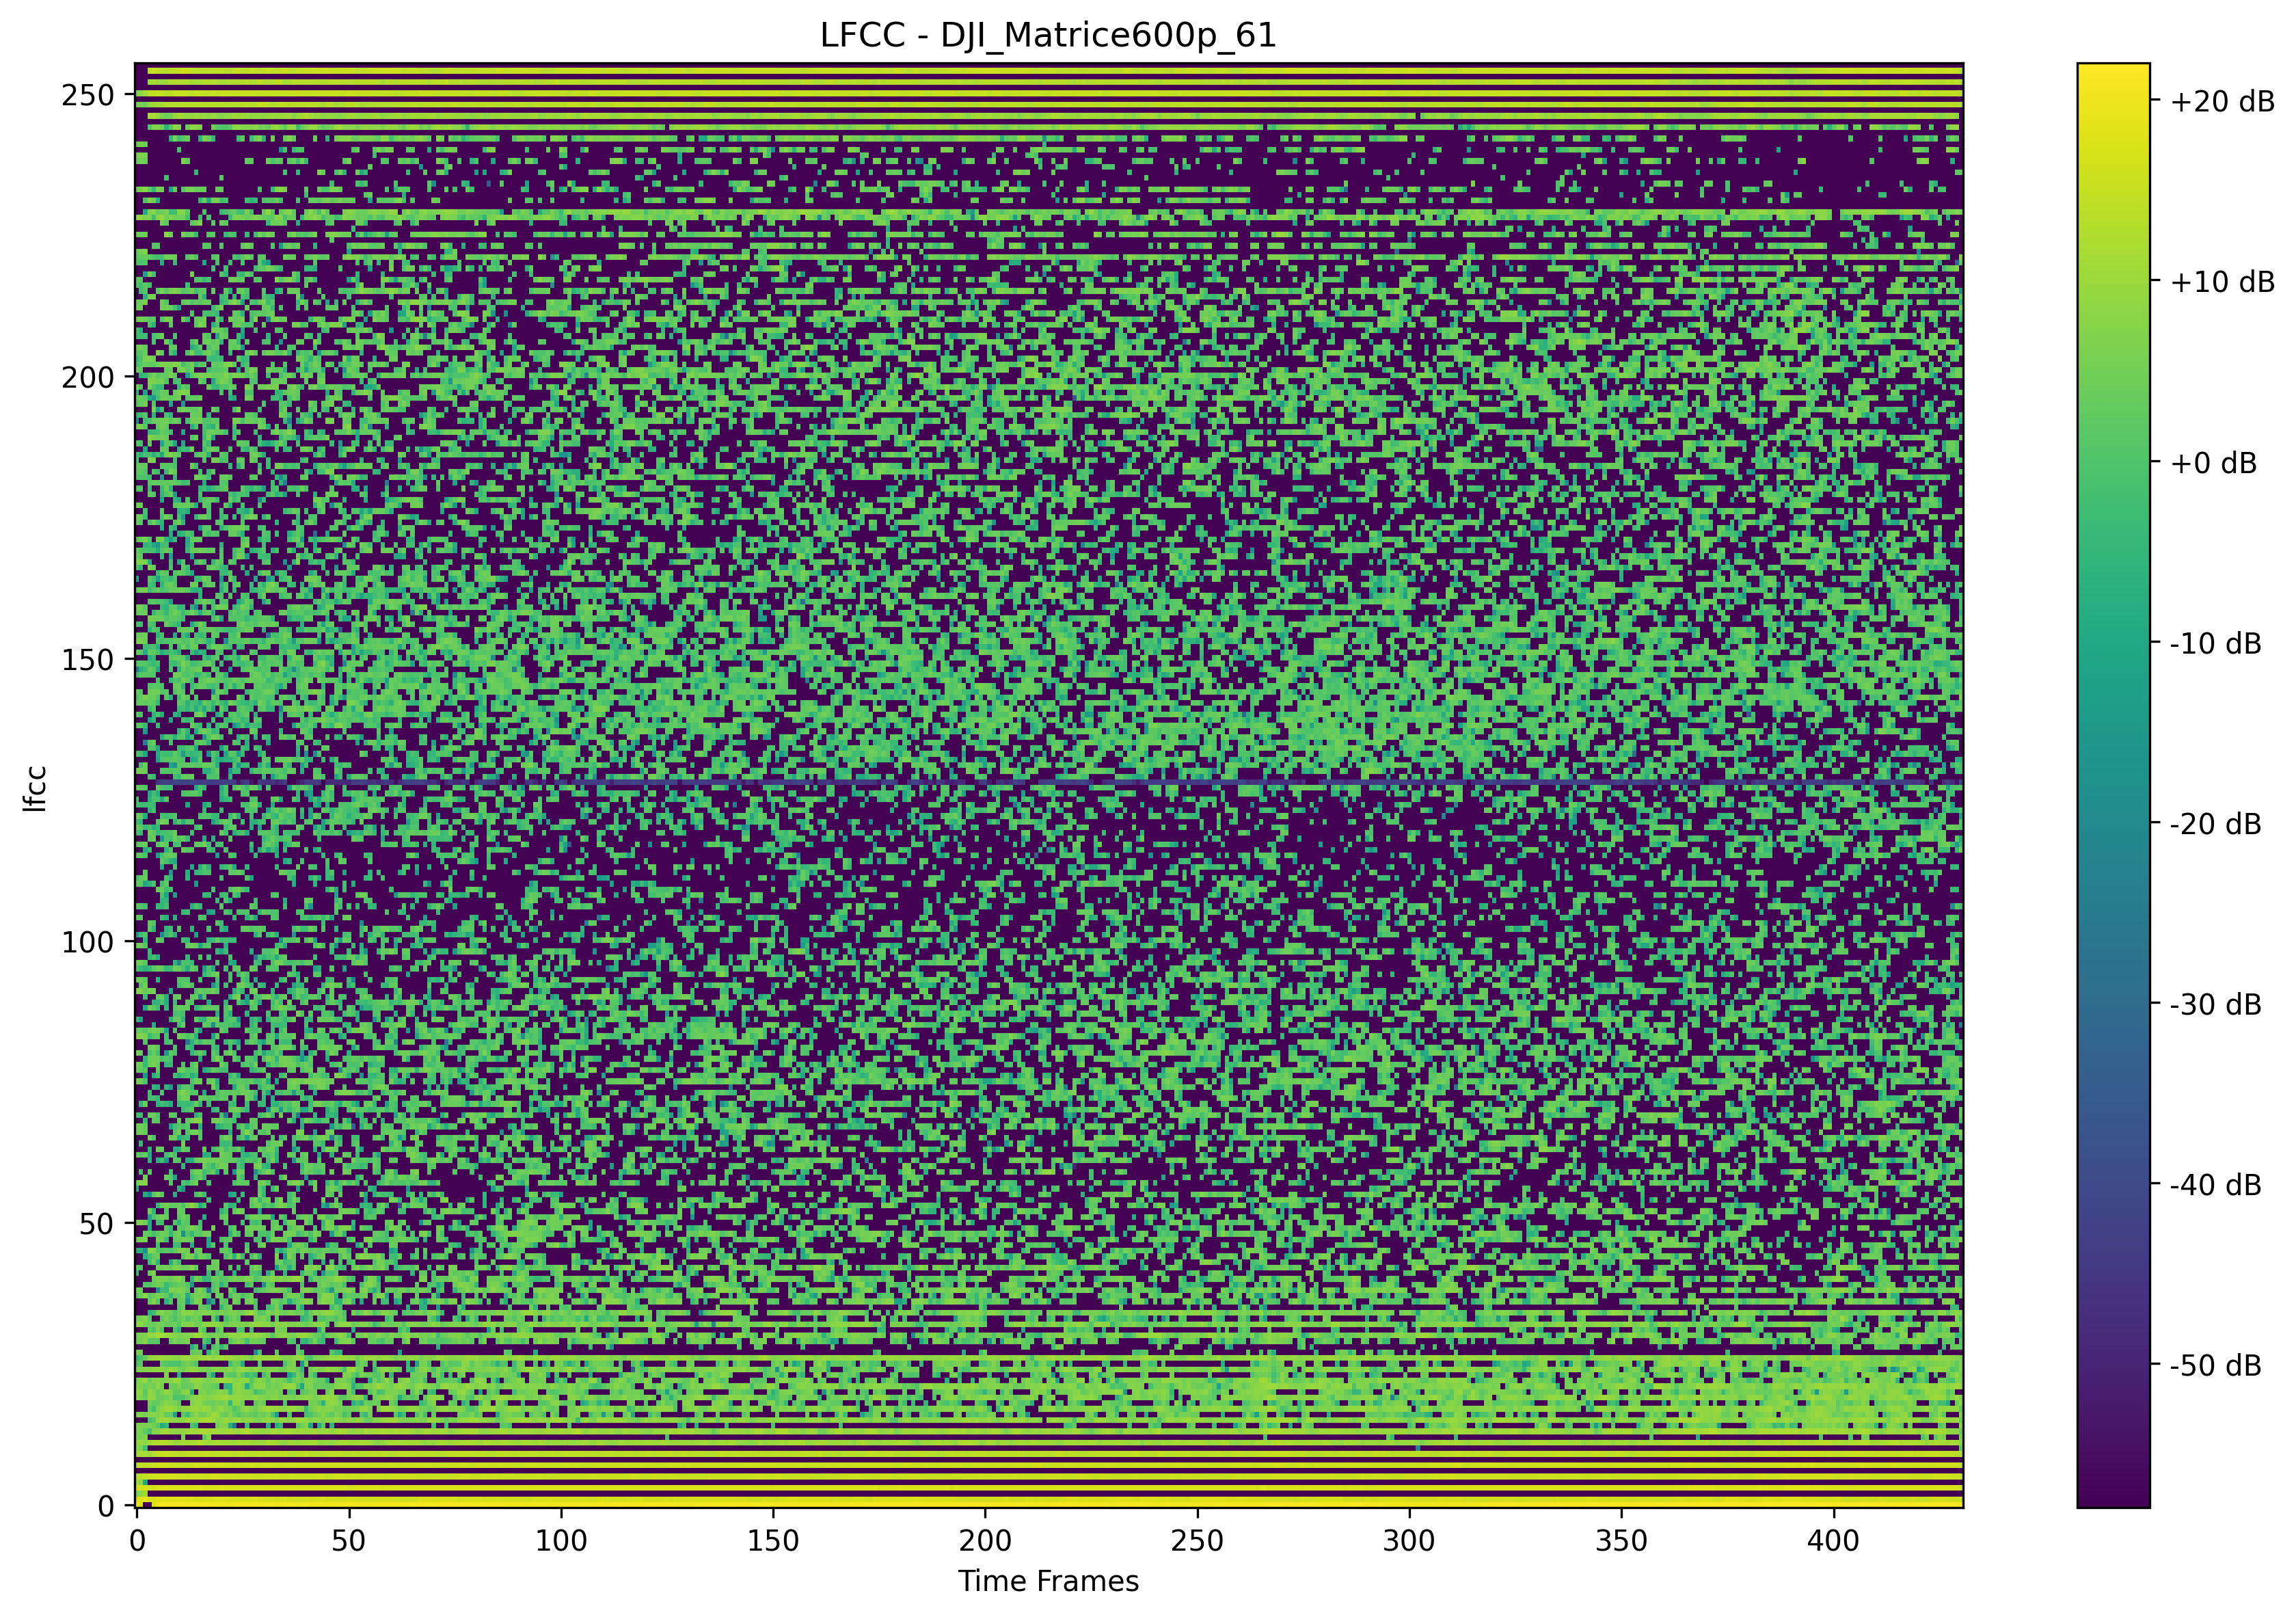 LFCC - DJI_Matrice600p_61
250
200
150
100
50
0
lfcc
0 50 100 150 200 250 300 350 400
Time Frames
+20 dB
+10 dB
+0 dB
-10 dB
-20 dB
-30 dB
-40 dB
-50 dB